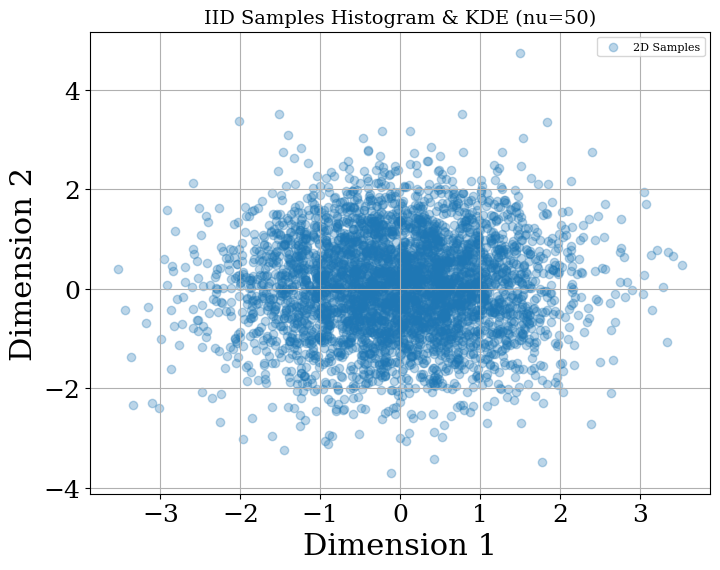 IID Samples Histogram & KDE (nu=50)
2D Samples
4
2
0
−2
−4
Dimension 2
−3 −2 −1 0 1 2 3
Dimension 1